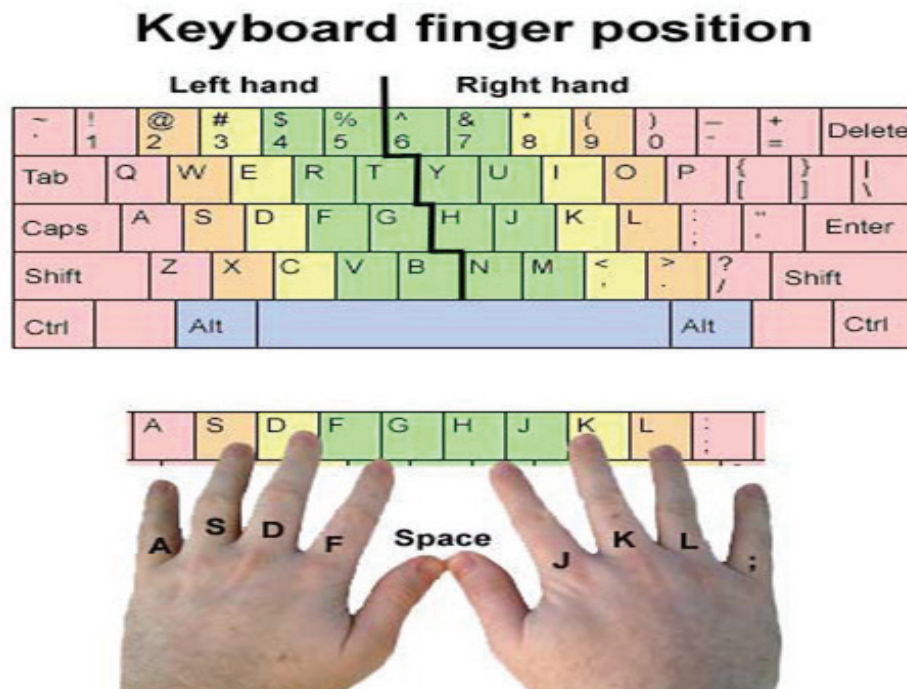 Keyboard finger position
Left hand Right hand
~ ! @ # $ % ^ & * ( ) – +
` 1 2 3 4 5 6 7 8 9 0 - = Delete
Tab Q W E R T Y U I O P { } |
[ ] \
Caps A S D F G H J K L : " Enter
; '
Shift Z X C V B N M < > ? Shift
, . /
Ctrl Alt Alt Ctrl
A S D F G H J K L :
;
A S D F Space J K L ;